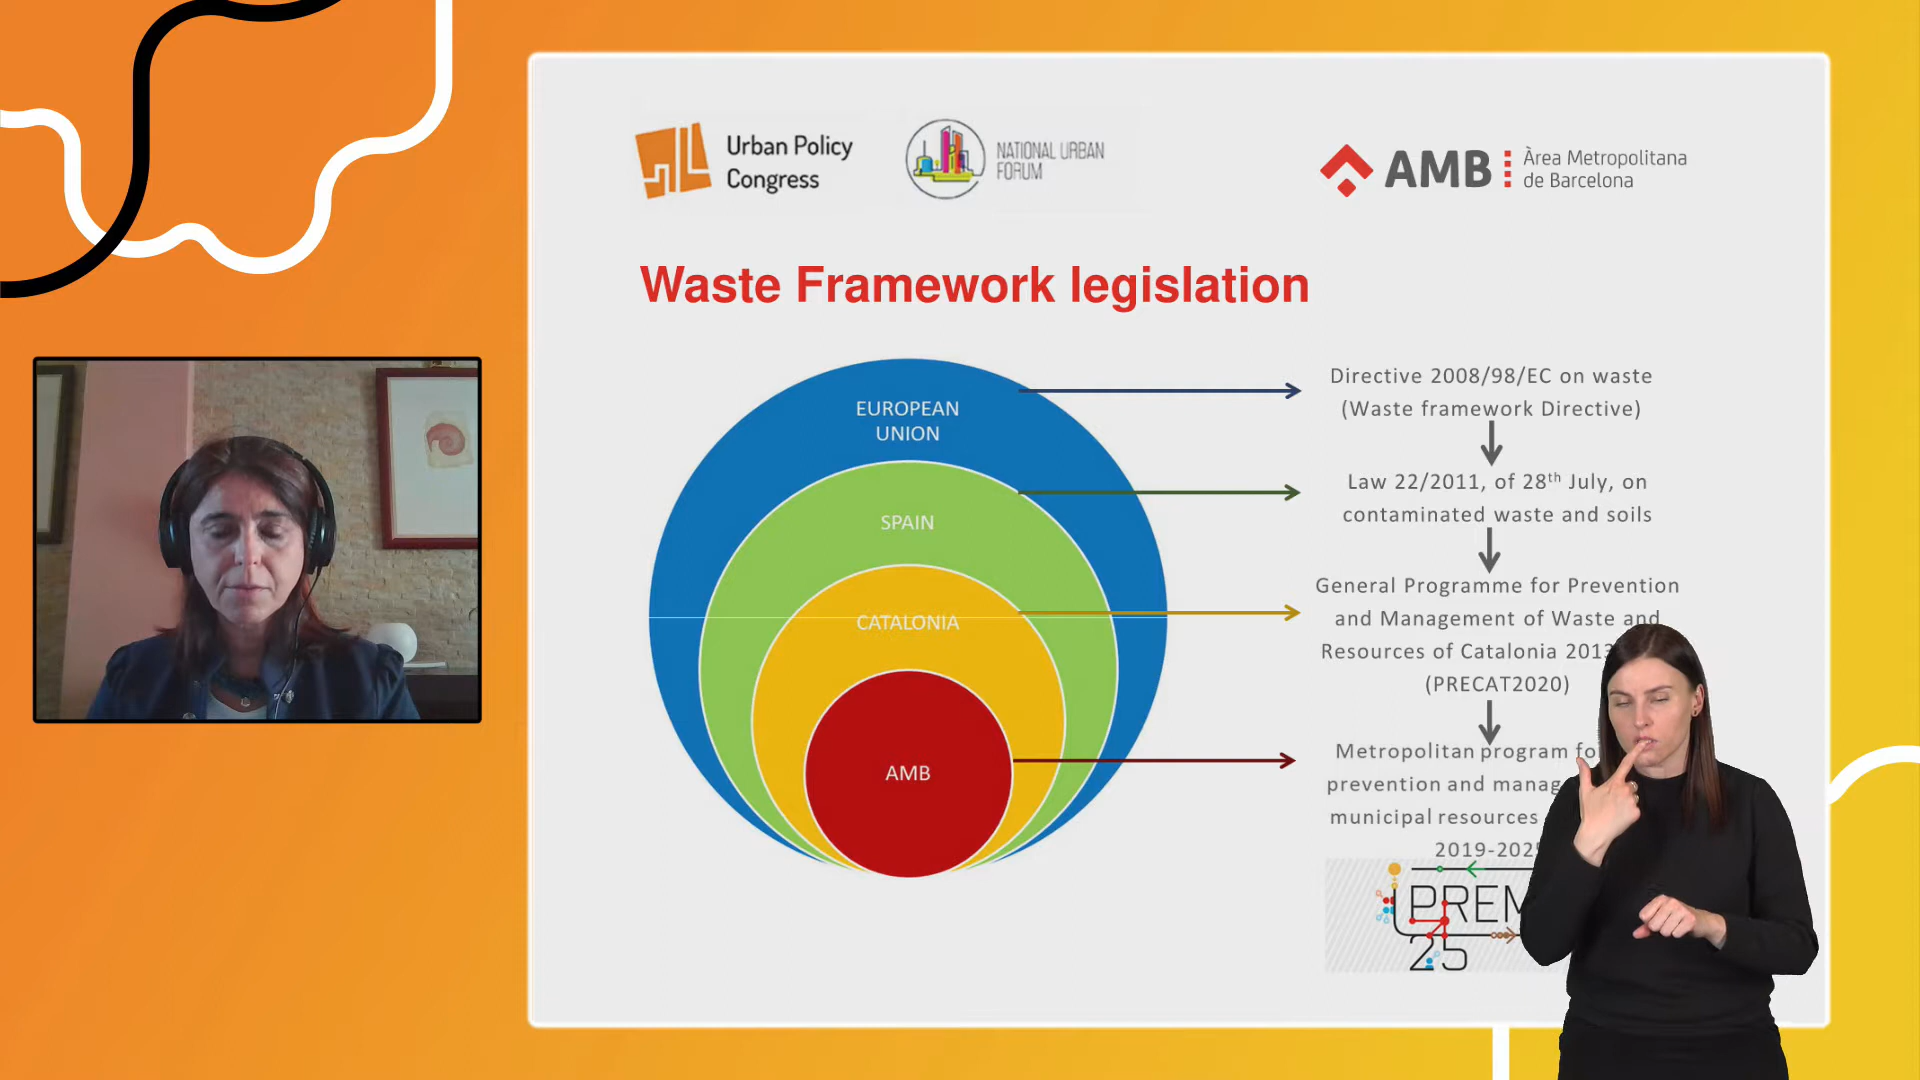 Urban Policy
Congress
NATIONAL URBAN
FORUM
AMB
Àrea Metropolitana
de Barcelona
Waste Framework legislation
EUROPEAN
UNION
SPAIN
CATALONIA
AMB
Directive 2008/98/EC on waste
(Waste framework Directive)
Law 22/2011, of 28th July, on
contaminated waste and soils
General Programme for Prevention
and Management of Waste and
Resources of Catalonia
(PRECAT2020)
Metropolitan program
prevention and
municipal resources
25